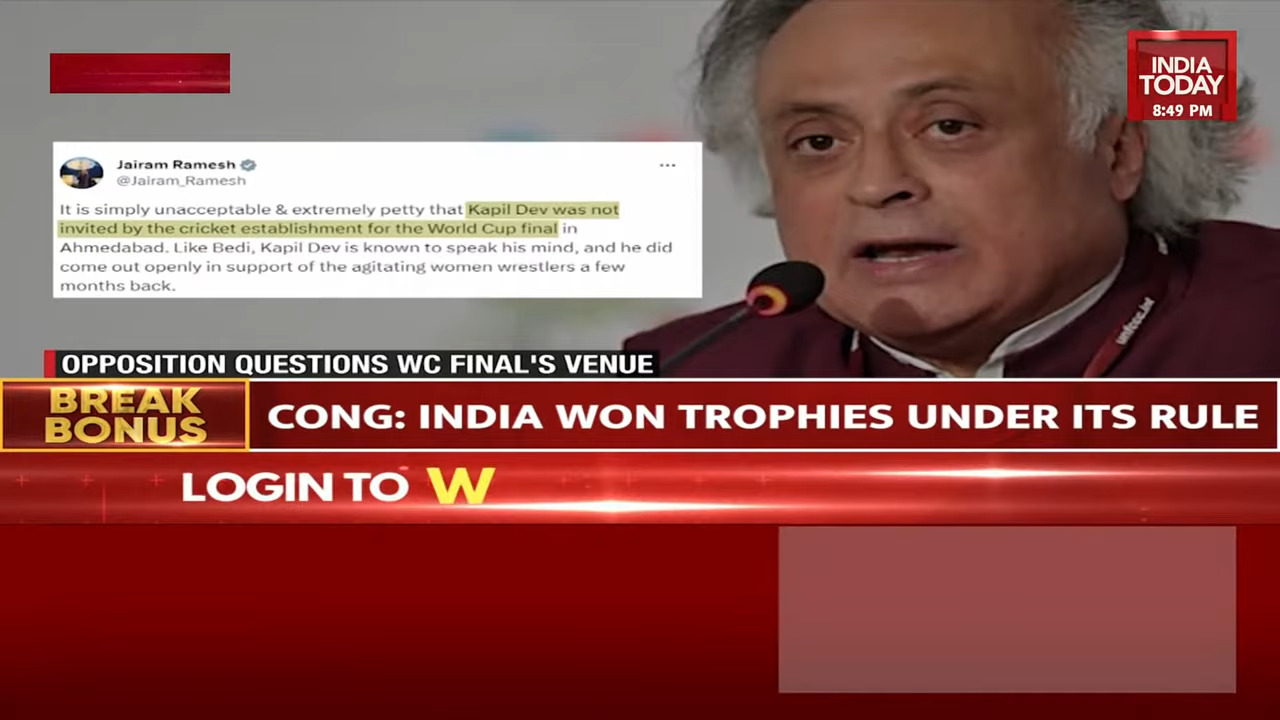 INDIA
TODAY
8:49 PM
Jairam Ramesh
@Jairam_Ramesh
It is simply unacceptable & extremely petty that Kapil Dev was not
invited by the cricket establishment for the World Cup final in
Ahmedabad. Like Bedi, Kapil Dev is known to speak his mind, and he did
come out openly in support of the agitating women wrestlers a few
months back.
unfccc.int
OPPOSITION QUESTIONS WC FINAL'S VENUE
BREAK
BONUS
CONG: INDIA WON TROPHIES UNDER ITS RULE
LOGIN TO W